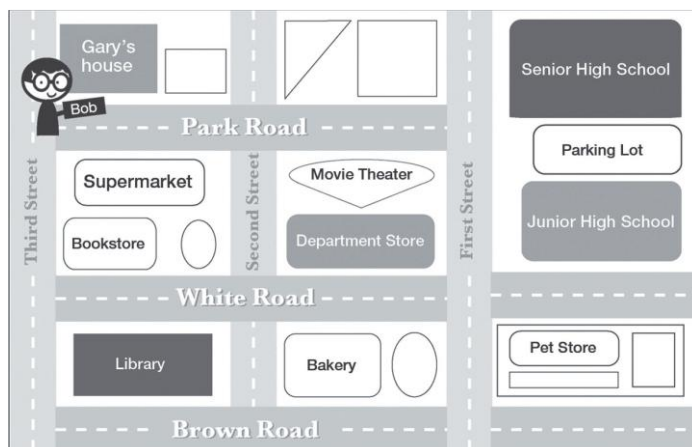 Gary's
house
Senior High School
Bob
Park Road
Parking Lot
Supermarket
Movie Theater
Third Street
Second Street
First Street
Bookstore
Department Store
Junior High School
White Road
Library
Bakery
Pet Store
Brown Road